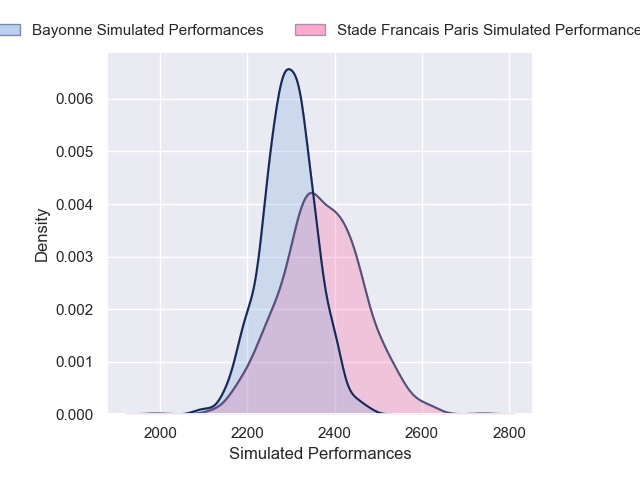 Bayonne Simulated Performances
Stade Francais Paris Simulated Performance
0.006
0.005
0.004
0.003
0.002
0.001
0.000
Density
2000 2200 2400 2600 2800
Simulated Performances